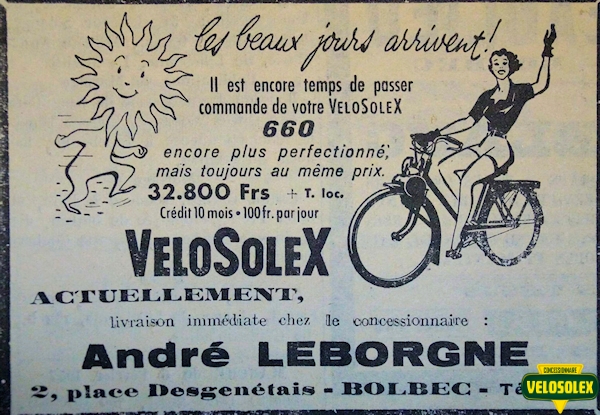 les beaux jours arrivent!
Il est encore temps de passer
commande de votre VELOSOLEX
660
encore plus perfectionné,
mais toujours au même prix.
32.800 Frs + T. loc.
Crédit 10 mois • 100 fr. par jour
VELOSOLEX
ACTUELLEMENT,
livraison immédiate chez le concessionnaire :
André LEBORGNE
2, place Desgenétais - BOLBEC - Té
CONCESSIONNAIRE
VELOSOLEX